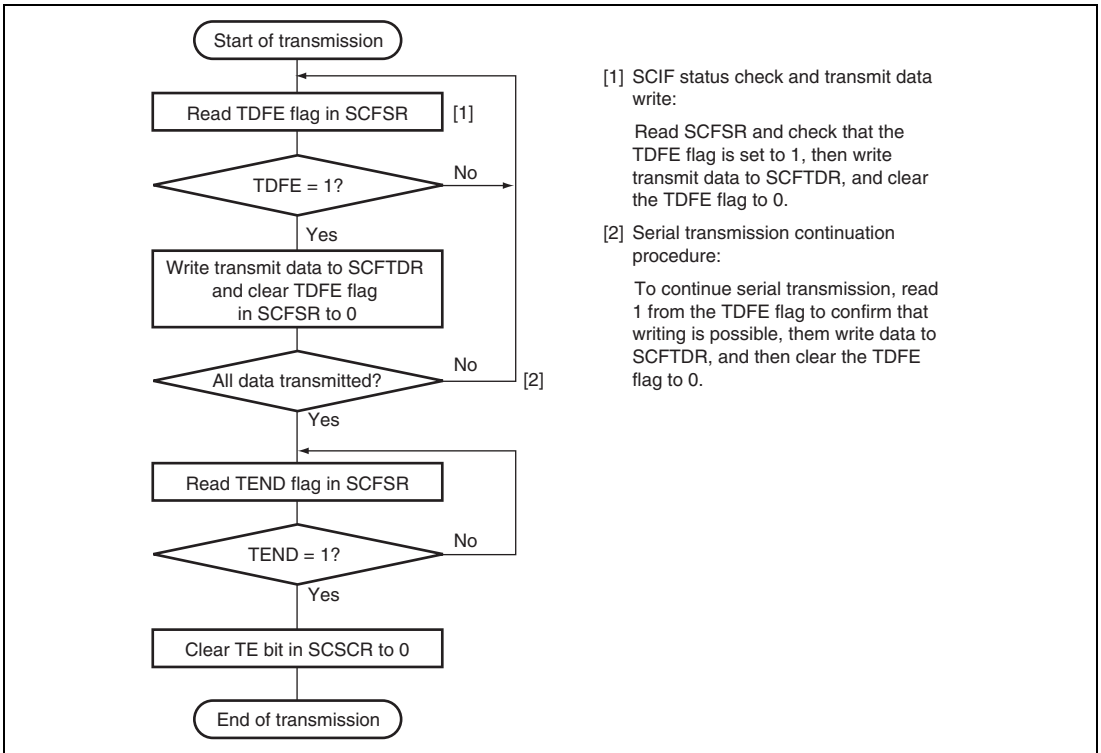 Start of transmission
Read TDFE flag in SCFSR
[1]
TDFE = 1?
No
Yes
Write transmit data to SCFTDR
and clear TDFE flag
in SCFSR to 0
All data transmitted?
No
[2]
Yes
Read TEND flag in SCFSR
TEND = 1?
No
Yes
Clear TE bit in SCSCR to 0
End of transmission
[1] SCIF status check and transmit data
write:
Read SCFSR and check that the
TDFE flag is set to 1, then write
transmit data to SCFTDR, and clear
the TDFE flag to 0.
[2] Serial transmission continuation
procedure:
To continue serial transmission, read
1 from the TDFE flag to confirm that
writing is possible, them write data to
SCFTDR, and then clear the TDFE
flag to 0.